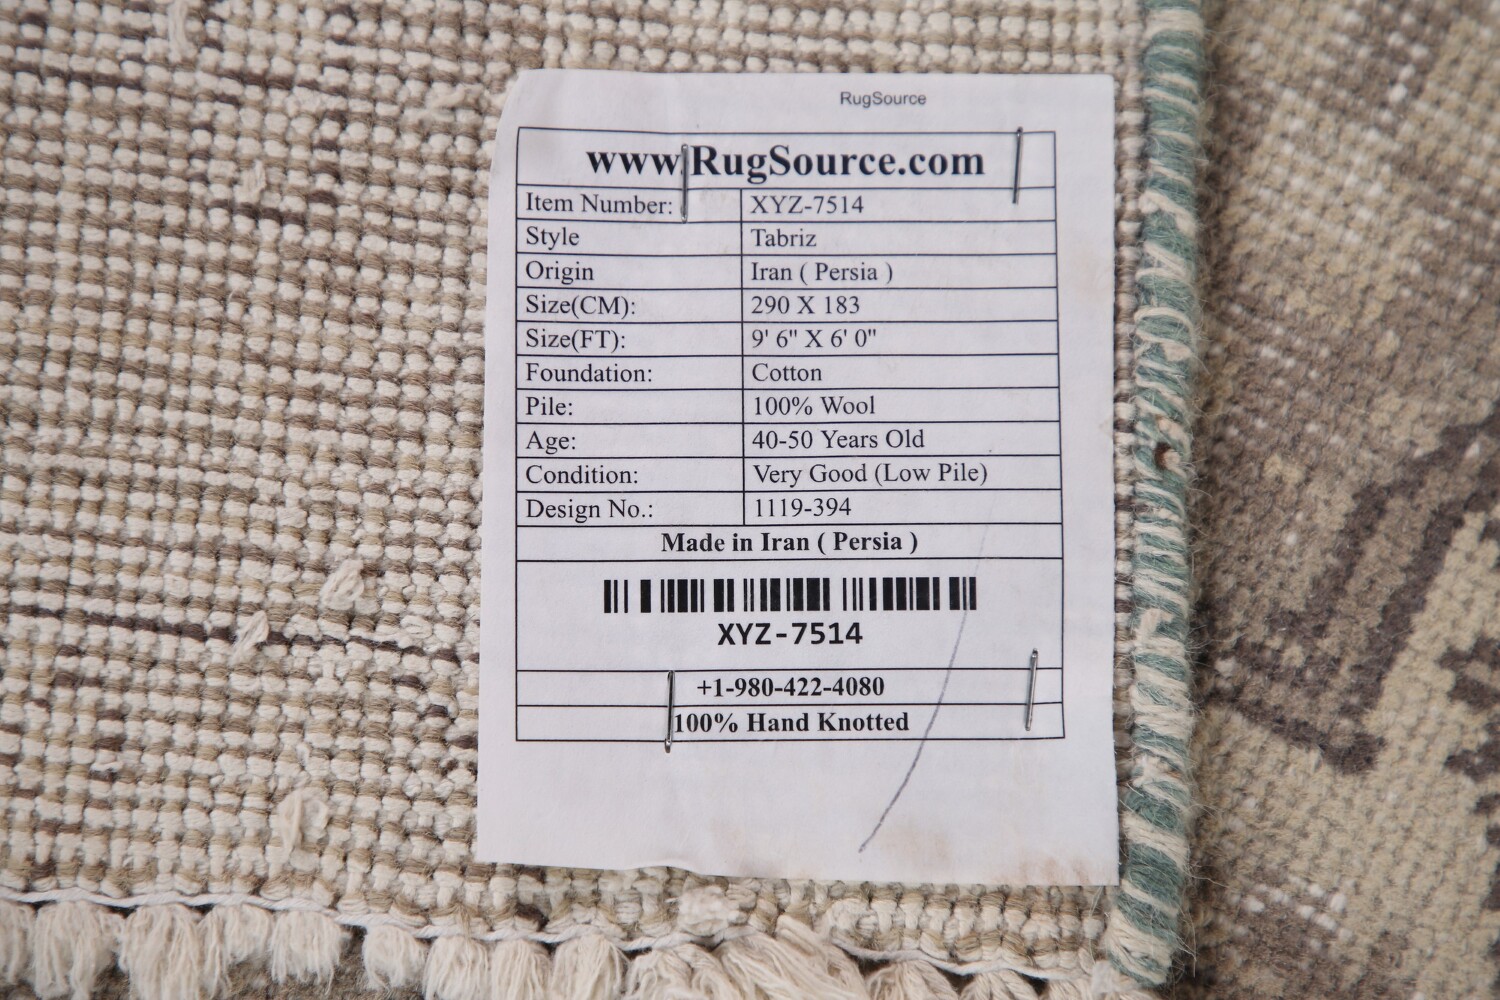 RugSource
www.RugSource.com
Item Number: XYZ-7514
Style Tabriz
Origin Iran ( Persia )
Size(CM): 290 X 183
Size(FT): 9' 6" X 6' 0"
Foundation: Cotton
Pile: 100% Wool
Age: 40-50 Years Old
Condition: Very Good (Low Pile)
Design No.: 1119-394
Made in Iran ( Persia )
XYZ-7514
+1-980-422-4080
100% Hand Knotted